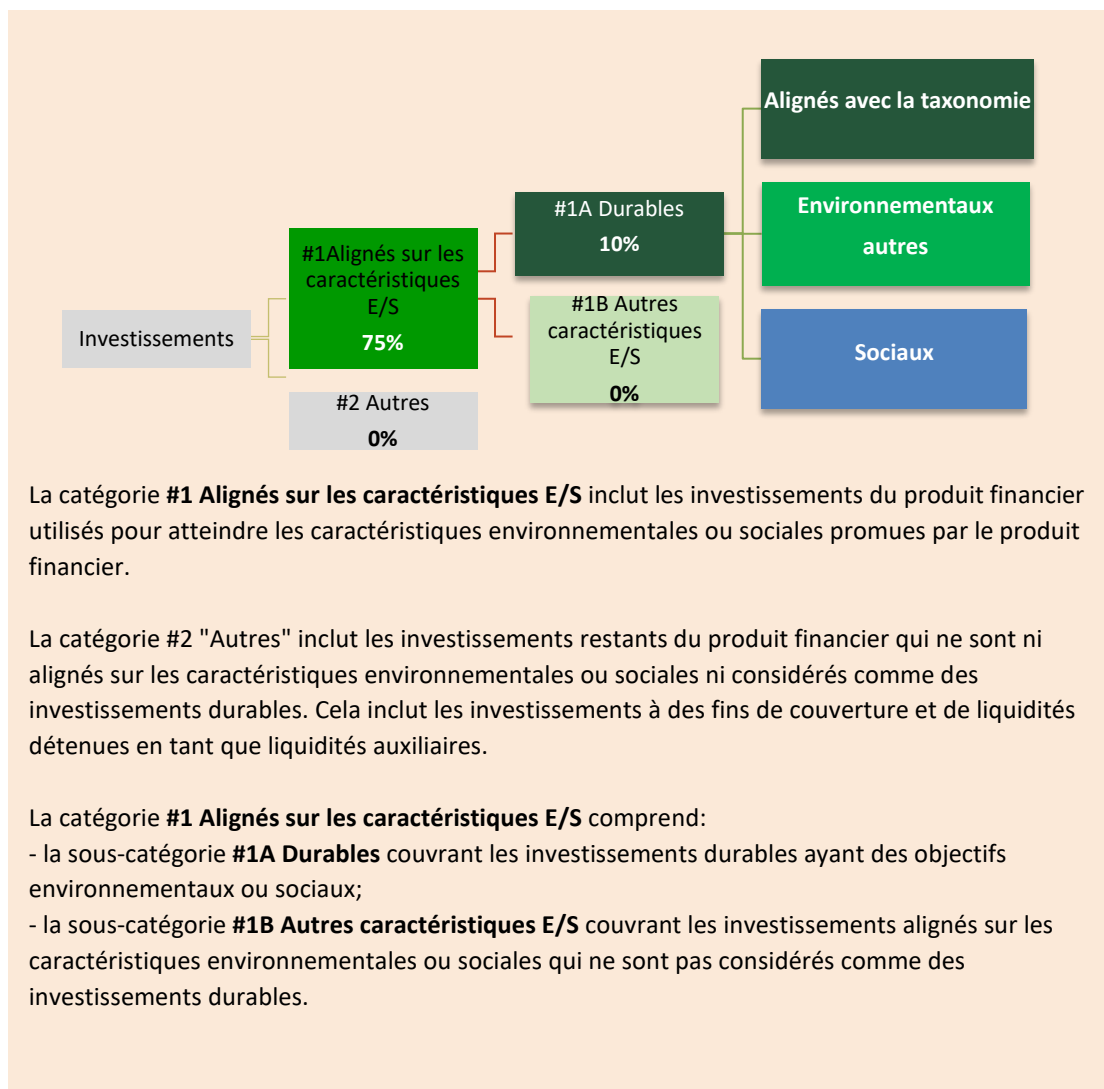 Alignés avec la taxonomie
#1A Durables
10%
Environnementaux
autres
#1Alignés sur les
caractéristiques
E/S
75%
#1B Autres
caractéristiques
E/S
0%
Investissements
Sociaux
#2 Autres
0%
La catégorie #1 Alignés sur les caractéristiques E/S inclut les investissements du produit financier
utilisés pour atteindre les caractéristiques environnementales ou sociales promues par le produit
financier.
La catégorie #2 "Autres" inclut les investissements restants du produit financier qui ne sont ni
alignés sur les caractéristiques environnementales ou sociales ni considérés comme des
investissements durables. Cela inclut les investissements à des fins de couverture et de liquidités
détenues en tant que liquidités auxiliaires.
La catégorie #1 Alignés sur les caractéristiques E/S comprend:
- la sous-catégorie #1A Durables couvrant les investissements durables ayant des objectifs
environnementaux ou sociaux;
- la sous-catégorie #1B Autres caractéristiques E/S couvrant les investissements alignés sur les
caractéristiques environnementales ou sociales qui ne sont pas considérés comme des
investissements durables.